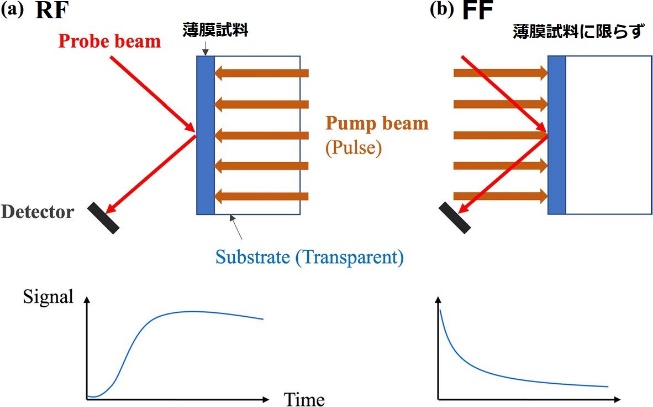 (a) RF
薄膜試料
Probe beam
Pump beam
(Pulse)
Detector
Substrate (Transparent)
Signal
Time
(b) FF
薄膜試料に限らず